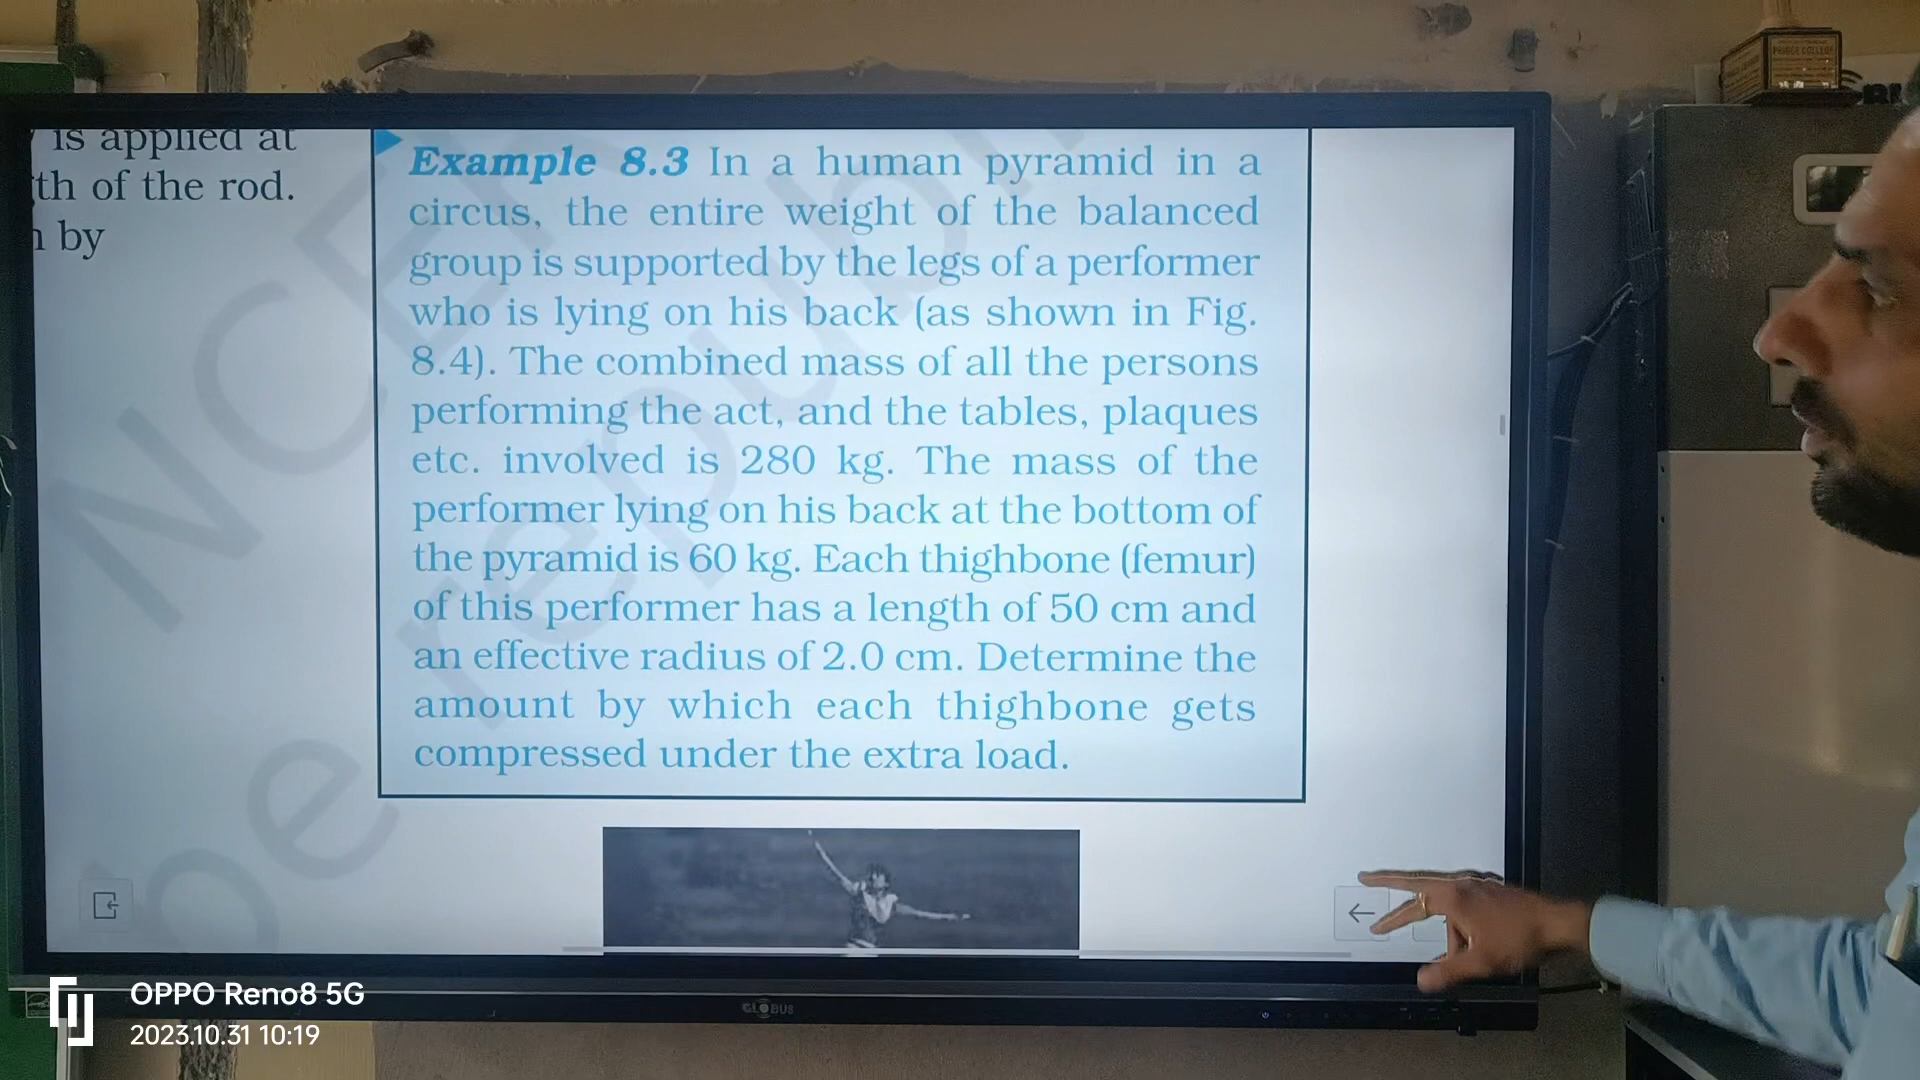 is applied at
th of the rod.
by
Example 8.3 In a human pyramid in a
circus, the entire weight of the balanced
group is supported by the legs of a performer
who is lying on his back (as shown in Fig.
8.4). The combined mass of all the persons
performing the act, and the tables, plaques
etc. involved is 280 kg. The mass of the
performer lying on his back at the bottom of
the pyramid is 60 kg. Each thighbone (femur)
of this performer has a length of 50 cm and
an effective radius of 2.0 cm. Determine the
amount by which each thighbone gets
compressed under the extra load.
NCER
be republi
GLOBUS
OPPO Reno8 5G
2023.10.31 10:19